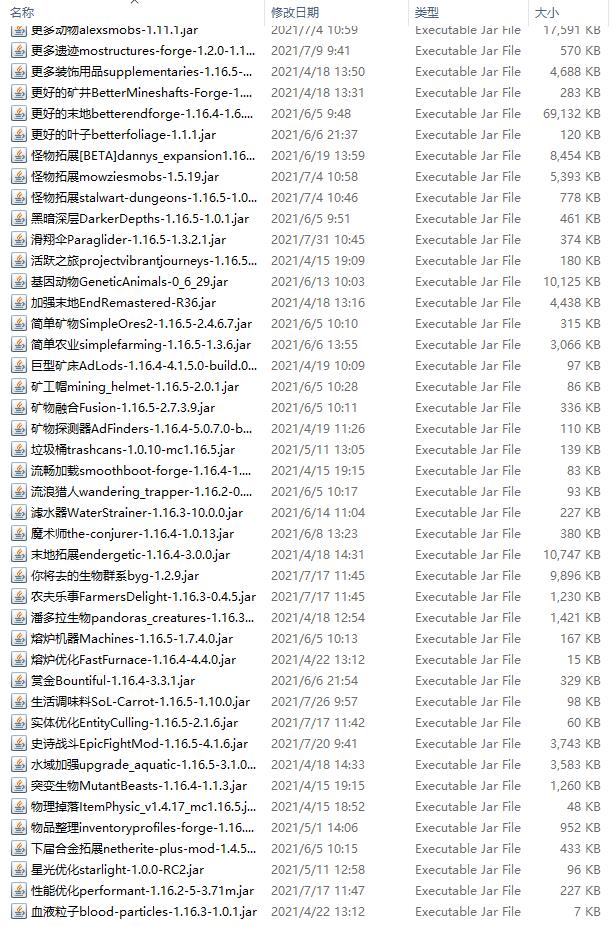 名称 修改日期 类型 大小
更多动物alexsmobs-1.11.1.jar 2021/7/4 10:59 Executable Jar File 17,591 KB
更多遗迹mostructures-forge-1.2.0-1.1... 2021/7/9 9:41 Executable Jar File 570 KB
更多装饰用品supplementaries-1.16.5-... 2021/4/18 13:50 Executable Jar File 4,688 KB
更好的矿井BetterMineshafts-Forge-1.... 2021/4/18 13:31 Executable Jar File 283 KB
更好的末地betterendforge-1.16.4-1.6.... 2021/6/5 9:48 Executable Jar File 69,132 KB
更好的叶子betterfoliage-1.1.1.jar 2021/6/6 21:37 Executable Jar File 120 KB
怪物拓展[BETA]dannys_expansion1.16... 2021/6/19 13:59 Executable Jar File 8,454 KB
怪物拓展mowziesmobs-1.5.19.jar 2021/7/4 10:58 Executable Jar File 5,393 KB
怪物拓展stalwart-dungeons-1.16.5-1.0... 2021/7/4 10:46 Executable Jar File 778 KB
黑暗深层DarkerDepths-1.16.5-1.0.1.jar 2021/6/5 9:51 Executable Jar File 461 KB
滑翔伞Paraglider-1.16.5-1.3.2.1.jar 2021/7/31 10:45 Executable Jar File 374 KB
活跃之旅projectvibrantjourneys-1.16.5... 2021/4/15 19:09 Executable Jar File 180 KB
基因动物GeneticAnimals-0_6_29.jar 2021/6/13 10:03 Executable Jar File 10,125 KB
加强末地EndRemastered-R36.jar 2021/4/18 13:16 Executable Jar File 4,438 KB
简单矿物SimpleOres2-1.16.5-2.4.6.7.jar 2021/6/5 10:10 Executable Jar File 315 KB
简单农业simplefarming-1.16.5-1.3.6.jar 2021/6/6 13:55 Executable Jar File 3,066 KB
巨型矿床AdLods-1.16.4-4.1.5.0-build.0... 2021/4/19 10:09 Executable Jar File 97 KB
矿工帽mining_helmet-1.16.5-2.0.1.jar 2021/6/5 10:28 Executable Jar File 86 KB
矿物融合Fusion-1.16.5-2.7.3.9.jar 2021/6/5 10:11 Executable Jar File 336 KB
矿物探测器AdFinders-1.16.4-5.0.7.0-b... 2021/4/19 11:26 Executable Jar File 110 KB
垃圾桶trashcans-1.0.10-mc1.16.5.jar 2021/5/11 13:05 Executable Jar File 139 KB
流畅加载smoothboot-forge-1.16.4-1.... 2021/4/15 19:15 Executable Jar File 83 KB
流浪猎人wandering_trapper-1.16.2-0.... 2021/6/5 10:17 Executable Jar File 93 KB
滤水器WaterStrainer-1.16.3-10.0.0.jar 2021/6/14 11:04 Executable Jar File 227 KB
魔术师the-conjurer-1.16.4-1.0.13.jar 2021/6/8 13:23 Executable Jar File 380 KB
末地拓展endergetic-1.16.4-3.0.0.jar 2021/4/18 14:31 Executable Jar File 10,747 KB
你将去的生物群系byg-1.2.9.jar 2021/7/17 11:45 Executable Jar File 9,896 KB
农夫乐事FarmersDelight-1.16.3-0.4.5.jar 2021/7/17 11:45 Executable Jar File 1,230 KB
潘多拉生物pandoras_creatures-1.16.3... 2021/4/18 12:54 Executable Jar File 1,421 KB
熔炉机器Machines-1.16.5-1.7.4.0.jar 2021/6/5 10:13 Executable Jar File 167 KB
熔炉优化FastFurnace-1.16.4-4.4.0.jar 2021/4/22 13:12 Executable Jar File 15 KB
赏金Bountiful-1.16.4-3.3.1.jar 2021/6/6 21:54 Executable Jar File 329 KB
生活调味料SoL-Carrot-1.16.5-1.10.0.jar 2021/7/26 9:57 Executable Jar File 98 KB
实体优化EntityCulling-1.16.5-2.1.6.jar 2021/7/17 11:42 Executable Jar File 60 KB
史诗战斗EpicFightMod-1.16.5-4.1.6.jar 2021/7/20 9:41 Executable Jar File 3,743 KB
水域加强upgrade_aquatic-1.16.5-3.1.0... 2021/4/18 14:33 Executable Jar File 3,583 KB
突变生物MutantBeasts-1.16.4-1.1.3.jar 2021/4/15 19:15 Executable Jar File 1,260 KB
物理掉落ItemPhysic_v1.4.17_mc1.16.5.j... 2021/4/15 18:52 Executable Jar File 48 KB
物品整理inventoryprofiles-forge-1.16.... 2021/5/1 14:06 Executable Jar File 952 KB
下届合金拓展netherite-plus-mod-1.4.5... 2021/6/5 10:15 Executable Jar File 433 KB
星光优化starlight-1.0.0-RC2.jar 2021/5/11 12:58 Executable Jar File 96 KB
性能优化performant-1.16.2-5-3.71m.jar 2021/7/17 11:47 Executable Jar File 227 KB
血液粒子blood-particles-1.16.3-1.0.1.jar 2021/4/22 13:12 Executable Jar File 7 KB